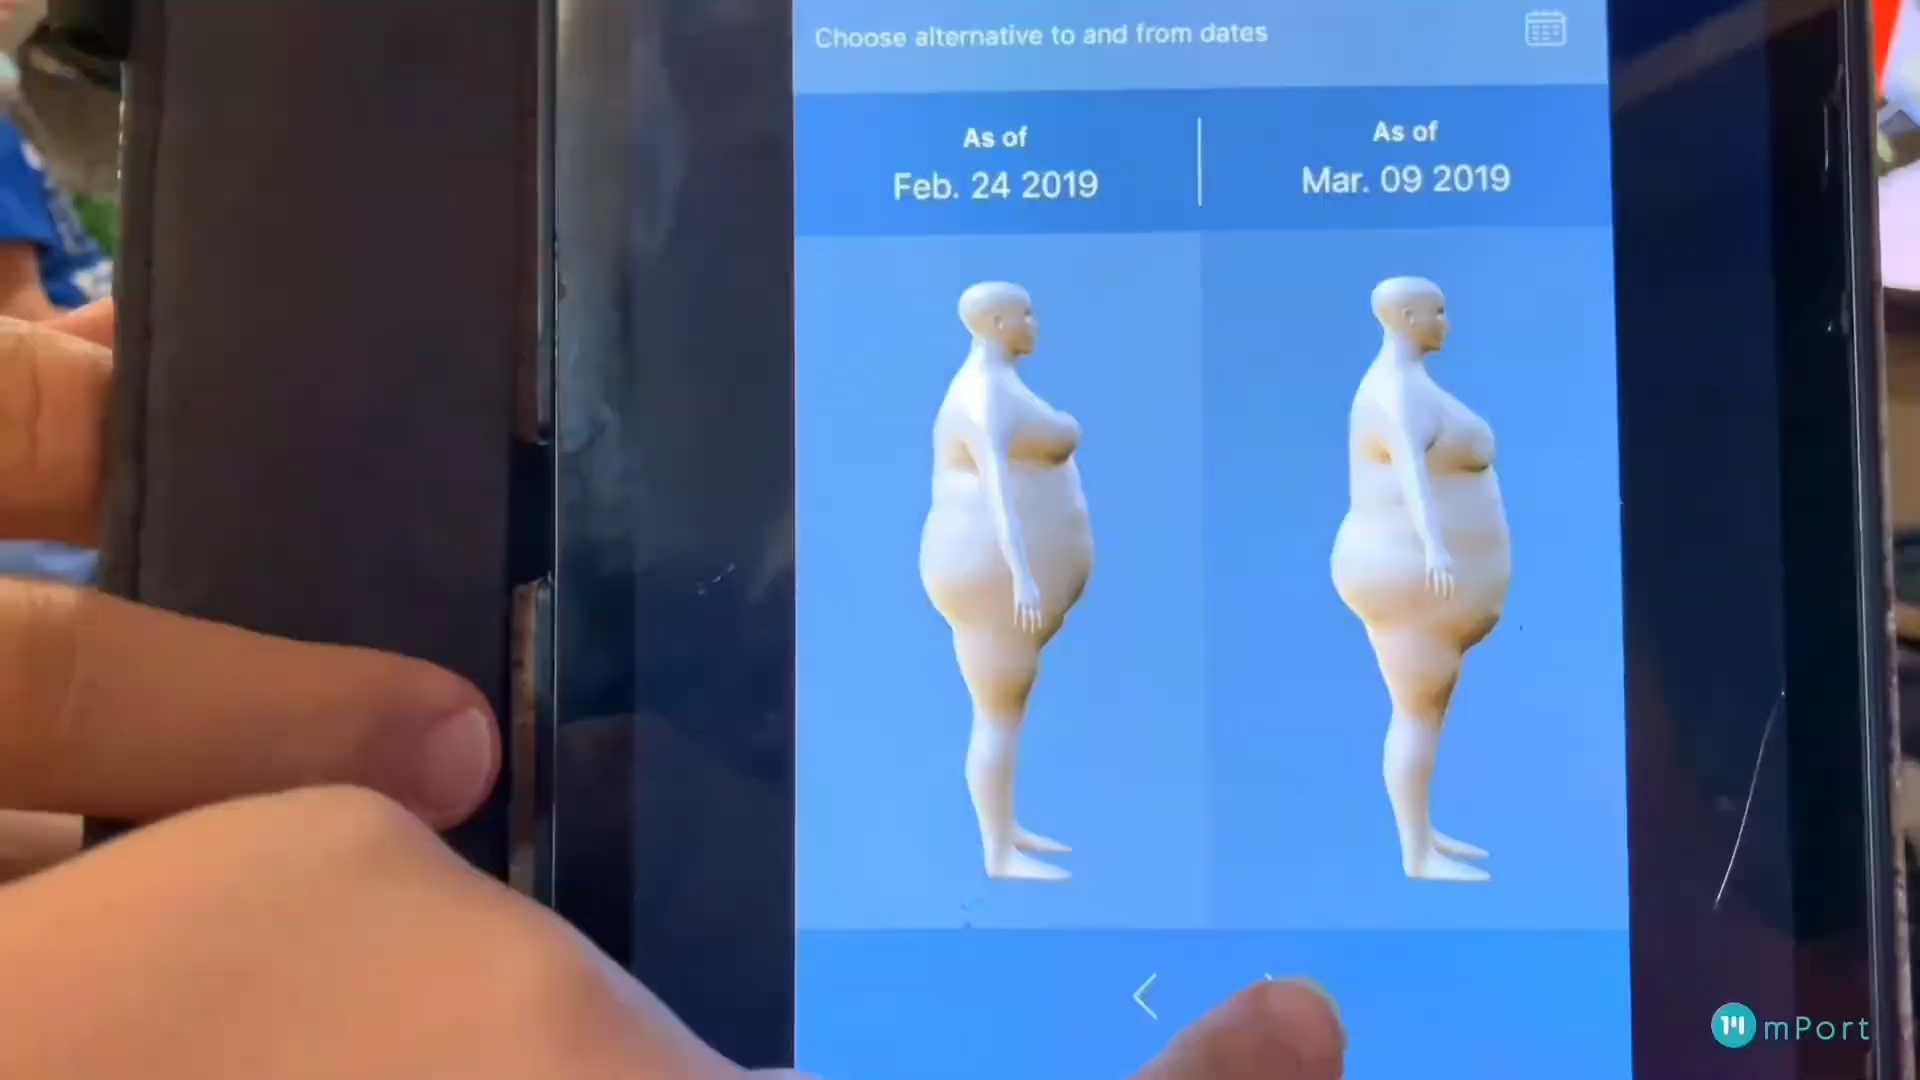 Choose alternative to and from dates
As of
Feb. 24 2019
As of
Mar. 09 2019
mPort